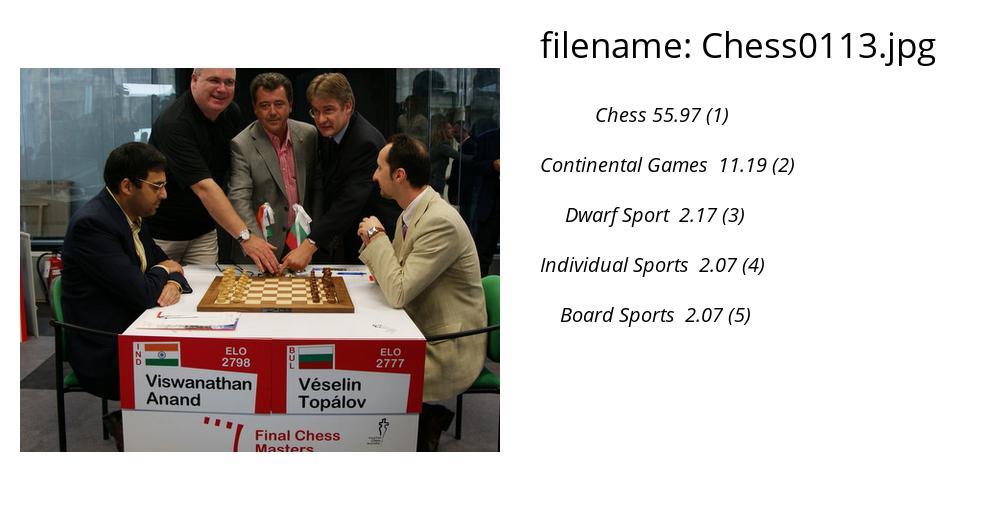 filename: Chess0113.jpg
Chess 55.97 (1)
Continental Games 11.19 (2)
Dwarf Sport 2.17 (3)
Individual Sports 2.07 (4)
Board Sports 2.07 (5)
IND
ELO
2798
Viswanathan
Anand
BUL
ELO
2777
Véselin
Topálov
Final Chess
Masters